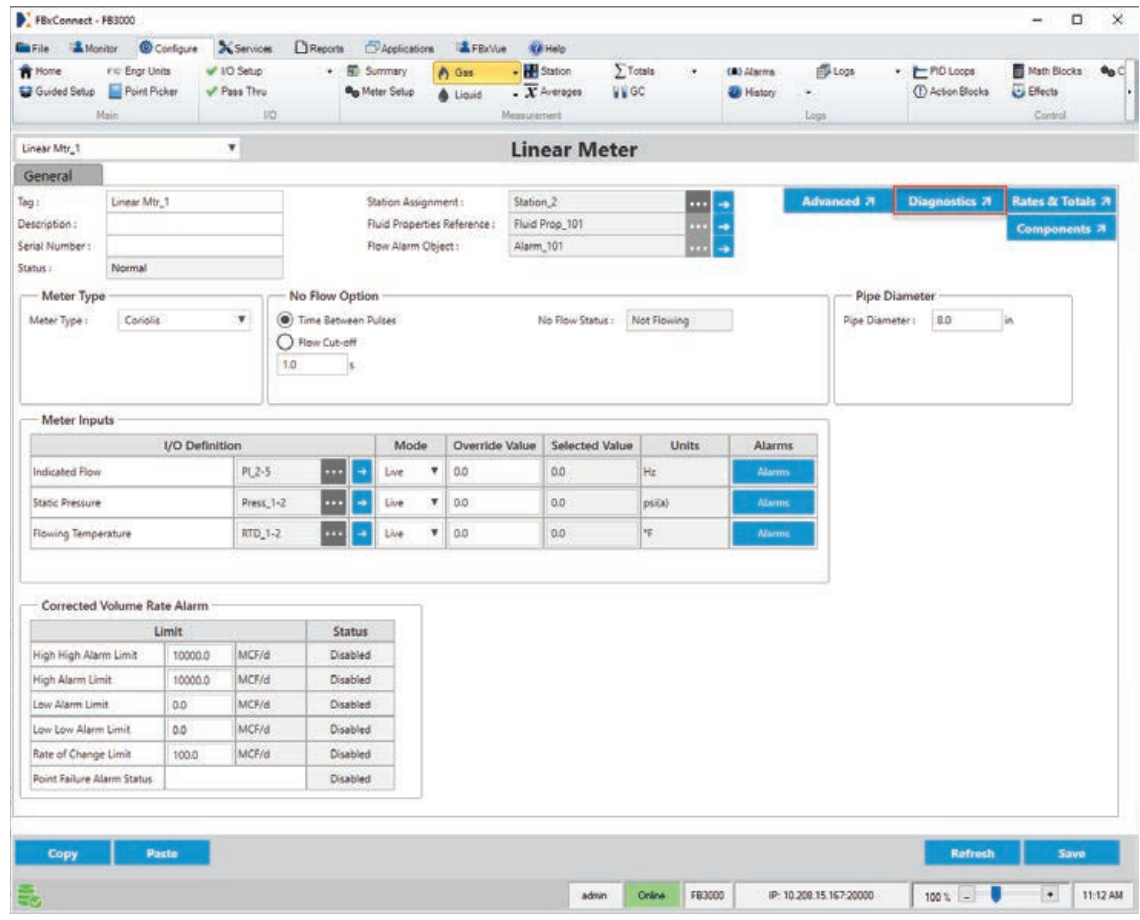 FBxConnect - FB3000
File Monitor Configure Services Reports Applications FBxVue Help
Home Engr Units I/O Setup Summary Gas Station Totals Alarms Logs PID Loops Math Blocks
Guided Setup Point Picker Pass Thru Meter Setup Liquid X Averages GC History Action Blocks Effects
Main I/O Measurement Logs Control
Linear Mtr_1 Linear Meter
General
Tag : Linear Mtr_1 Station Assignment : Station_2 Advanced Diagnostics Rates & Totals
Description : Fluid Properties Reference : Fluid Prop_101 Components
Serial Number : Flow Alarm Object : Alarm_101
Status : Normal
Meter Type No Flow Option Pipe Diameter
Meter Type : Coriolis Time Between Pulses No Flow Status : Not Flowing Pipe Diameter : 8.0 in
Flow Cut-off
1.0 s
Meter Inputs
I/O Definition Mode Override Value Selected Value Units Alarms
Indicated Flow PI_2-5 Live 0.0 0.0 Hz Alarms
Static Pressure Press_1-2 Live 0.0 0.0 psi(a) Alarms
Flowing Temperature RTD_1-2 Live 0.0 0.0 °F Alarms
Corrected Volume Rate Alarm
Limit Status
High High Alarm Limit 10000.0 MCF/d Disabled
High Alarm Limit 10000.0 MCF/d Disabled
Low Alarm Limit 0.0 MCF/d Disabled
Low Low Alarm Limit 0.0 MCF/d Disabled
Rate of Change Limit 100.0 MCF/d Disabled
Point Failure Alarm Status Disabled
Copy Paste Refresh Save
admin Online FB3000 IP: 10.208.15.167:20000 100 % - + 11:12 AM